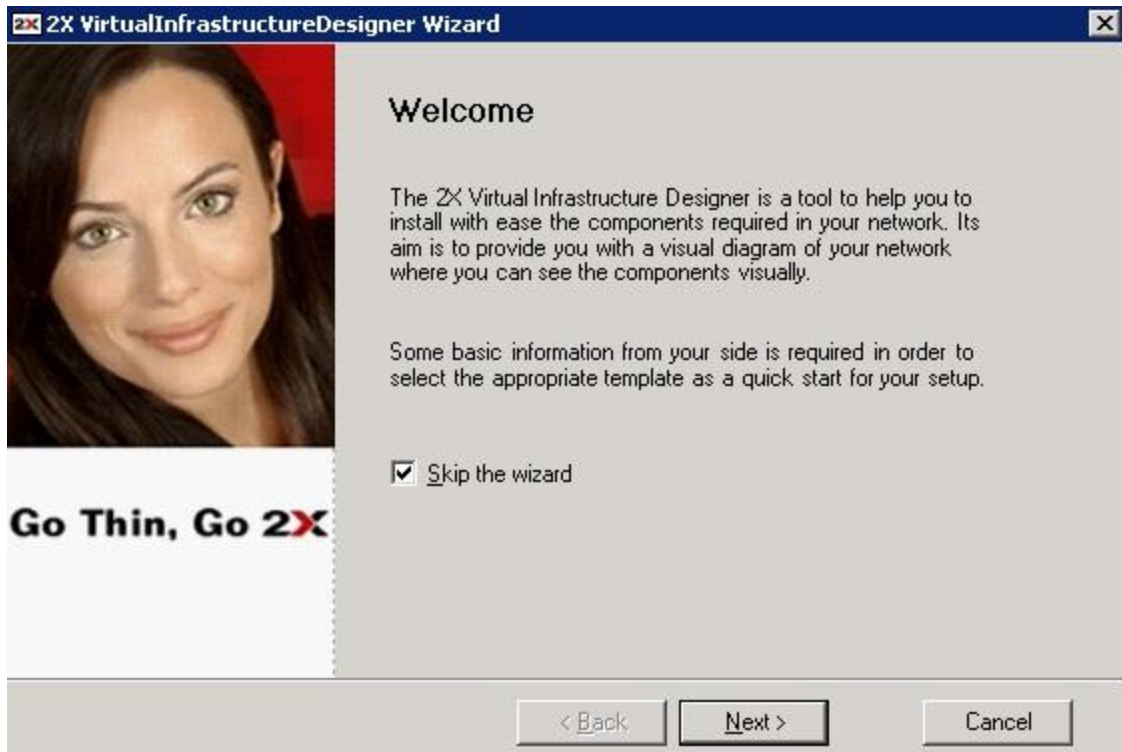 2X 2X VirtualInfrastructureDesigner Wizard
Welcome
The 2X Virtual Infrastructure Designer is a tool to help you to
install with ease the components required in your network. Its
aim is to provide you with a visual diagram of your network
where you can see the components visually.
Some basic information from your side is required in order to
select the appropriate template as a quick start for your setup.
Skip the wizard
Go Thin, Go 2X
< Back
Next >
Cancel